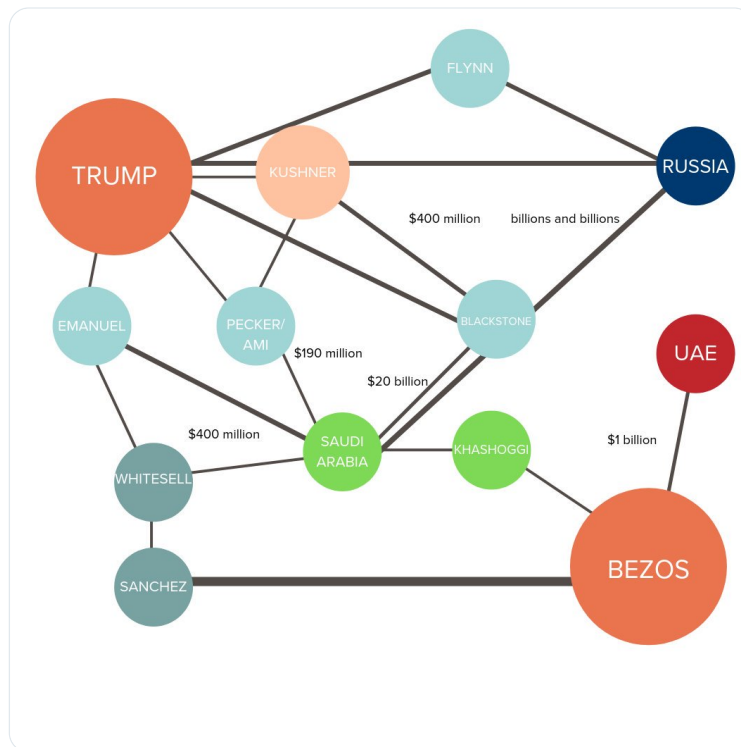 FLYNN
TRUMP
KUSHNER
RUSSIA
$400 million
billions and billions
EMANUEL
PECKER/
AMI
BLACKSTONE
$190 million
UAE
$20 billion
$400 million
SAUDI
ARABIA
KHASHOGGI
$1 billion
WHITESELL
BEZOS
SANCHEZ